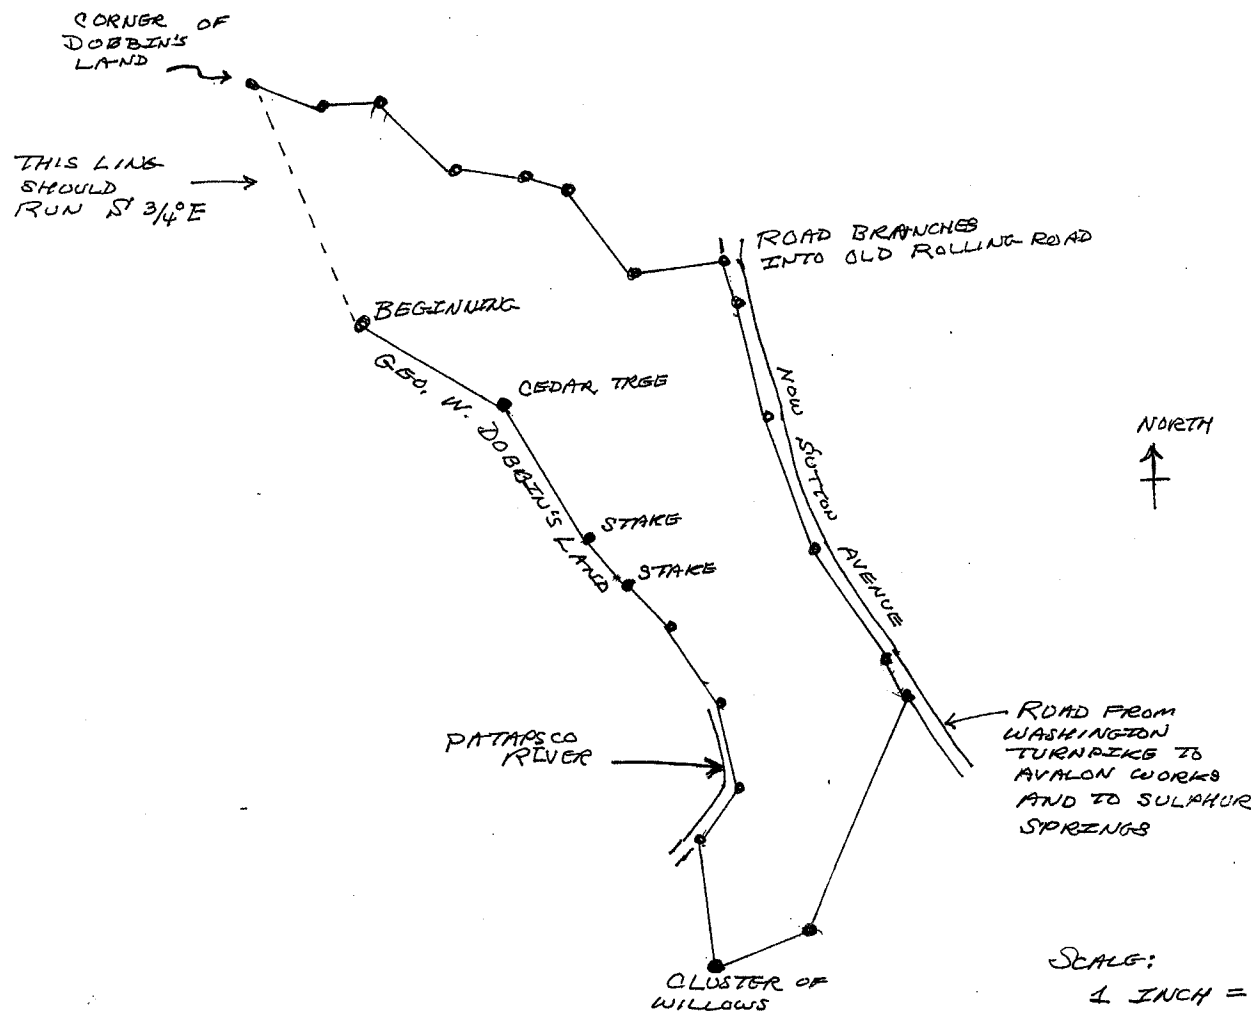 CORNER OF
DOBBIN'S
LAND
THIS LINE
SHOULD
RUN S 3/4° E
ROAD BRANCHES
INTO OLD ROLLING ROAD
BEGINNING
GEO. W. DOBBIN'S LAND
CEDAR TREE
NOW SUTTON AVENUE
NORTH
STAKE
STAKE
PATAPSCO
RIVER
ROAD FROM
WASHINGTON
TURNPIKE TO
AVALON WORKS
AND TO SULPHUR
SPRINGS
CLUSTER OF
WILLOWS
SCALE:
1 INCH =